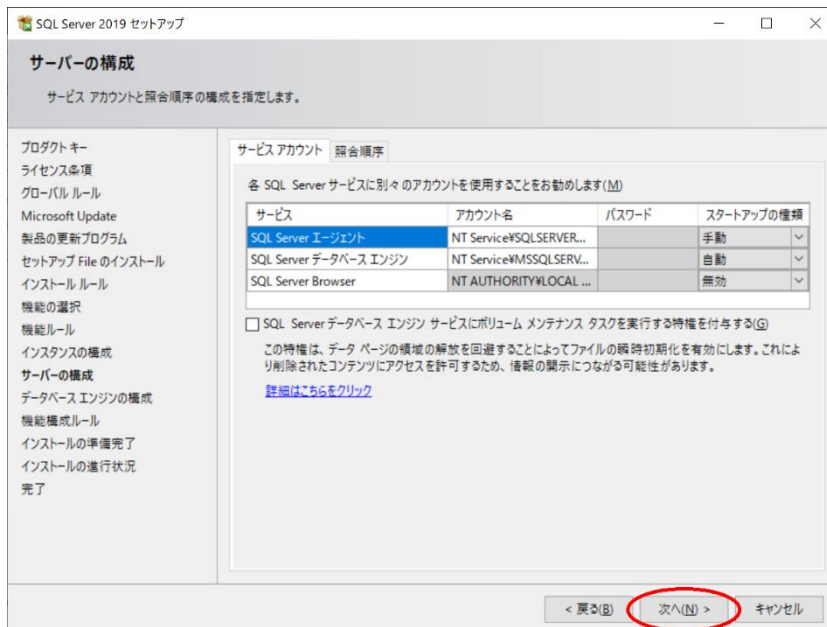 SQL Server 2019 セットアップ
サーバーの構成
サービス アカウントと照合順序の構成を指定します。
プロダクト キー
ライセンス条項
グローバル ルール
Microsoft Update
製品の更新プログラム
セットアップ File のインストール
インストール ルール
機能の選択
機能ルール
インスタンスの構成
サーバーの構成
データベース エンジンの構成
機能構成ルール
インストールの準備完了
インストールの進行状況
完了
サービス アカウント 照合順序
各 SQL Server サービスに別々のアカウントを使用することをお勧めします(M)
サービス アカウント名 パスワード スタートアップの種類
SQL Server エージェント NT Service¥SQLSERVER... 手動
SQL Server データベース エンジン NT Service¥MSSQLSERV... 自動
SQL Server Browser NT AUTHORITY¥LOCAL ... 無効
SQL Server データベース エンジン サービスにボリューム メンテナンス タスクを実行する特権を付与する(G)
この特権は、データ ページの領域の解放を回避することによってファイルの瞬時初期化を有効にします。これによ
り削除されたコンテンツにアクセスを許可するため、情報の開示につながる可能性があります。
詳細はこちらをクリック
< 戻る(B) 次へ(N) > キャンセル